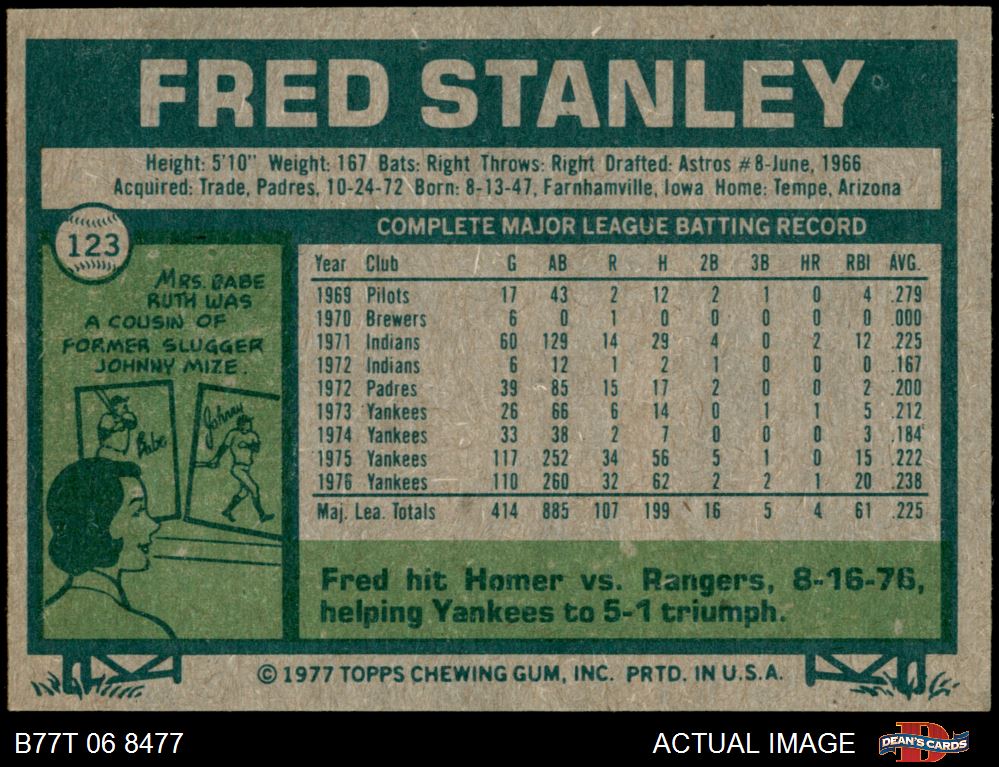 FRED STANLEY
Height: 5'10" Weight: 167 Bats: Right Throws: Right Drafted: Astros #8-June, 1966
Acquired: Trade, Padres, 10-24-72 Born: 8-13-47, Farnhamville, Iowa Home: Tempe, Arizona
123
MRS. BABE
RUTH WAS
A COUSIN OF
FORMER SLUGGER
JOHNNY MIZE.
Babe
Johnny
COMPLETE MAJOR LEAGUE BATTING RECORD
Year Club G AB R H 2B 3B HR RBI AVG.
1969 Pilots 17 43 2 12 2 1 0 4 .279
1970 Brewers 6 0 1 0 0 0 0 0 .000
1971 Indians 60 129 14 29 4 0 2 12 .225
1972 Indians 6 12 1 2 1 0 0 0 .167
1972 Padres 39 85 15 17 2 0 0 2 .200
1973 Yankees 26 66 6 14 0 1 1 5 .212
1974 Yankees 33 38 2 7 0 0 0 3 .184
1975 Yankees 117 252 34 56 5 1 0 15 .222
1976 Yankees 110 260 32 62 2 2 1 20 .238
Maj. Lea. Totals 414 885 107 199 16 5 4 61 .225
Fred hit Homer vs. Rangers, 8-16-76,
helping Yankees to 5-1 triumph.
© 1977 TOPPS CHEWING GUM, INC. PRTD. IN U.S.A.
B77T 06 8477
ACTUAL IMAGE
DEAN'S CARDS